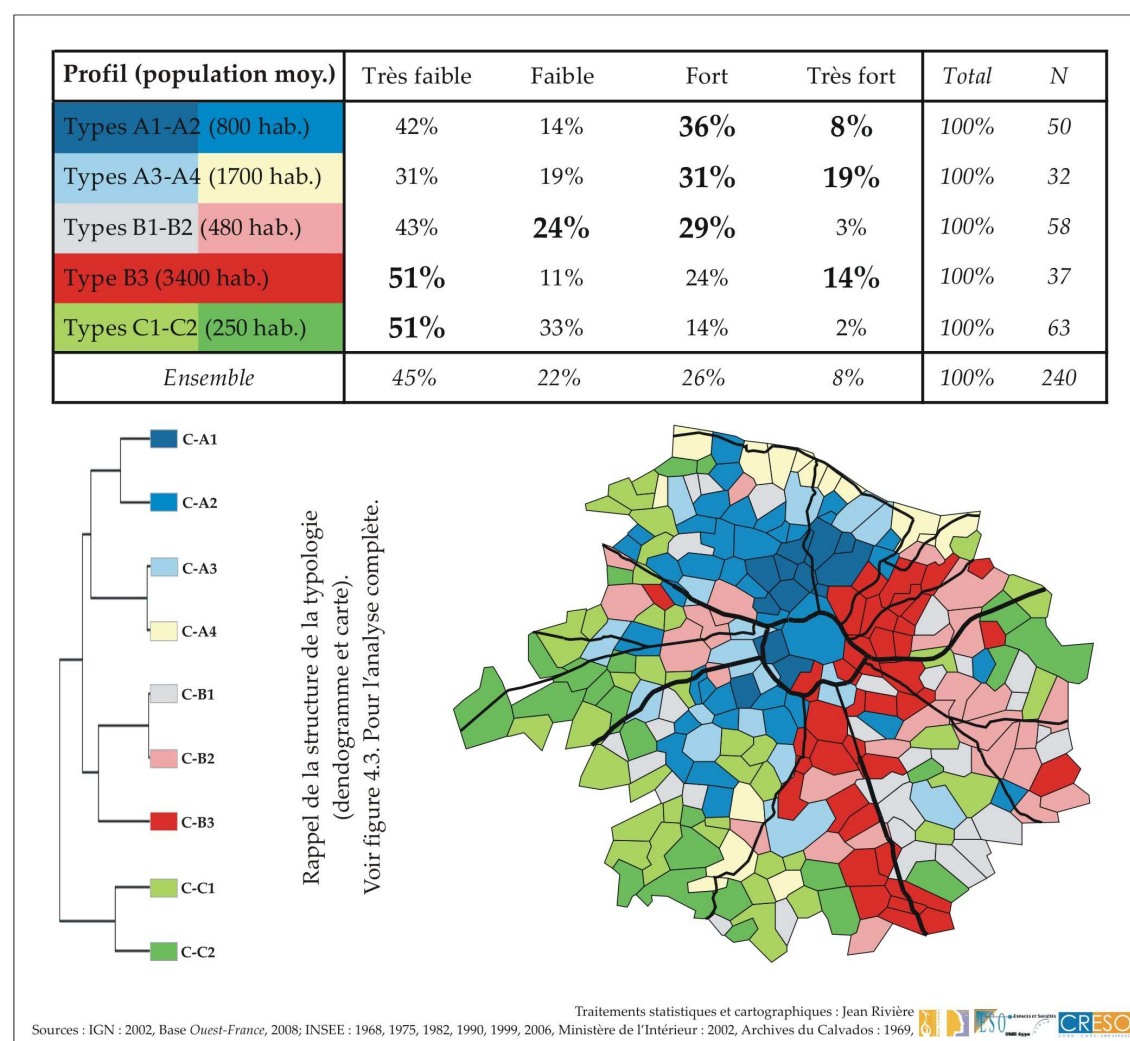 Profil (population moy.) Très faible Faible Fort Très fort Total N
Types A1-A2 (800 hab.) 42% 14% 36% 8% 100% 50
Types A3-A4 (1700 hab.) 31% 19% 31% 19% 100% 32
Types B1-B2 (480 hab.) 43% 24% 29% 3% 100% 58
Type B3 (3400 hab.) 51% 11% 24% 14% 100% 37
Types C1-C2 (250 hab.) 51% 33% 14% 2% 100% 63
Ensemble 45% 22% 26% 8% 100% 240
C-A1
C-A2
C-A3
C-A4
C-B1
C-B2
C-B3
C-C1
C-C2
Rappel de la structure de la typologie
(dendogramme et carte).
Voir figure 4.3. Pour l'analyse complète.
Traitements statistiques et cartographiques : Jean Rivière
Sources : IGN : 2002, Base Ouest-France, 2008; INSEE : 1968, 1975, 1982, 1990, 1999, 2006, Ministère de l'Intérieur : 2002, Archives du Calvados : 1969,
ESO
ESPACES ET SOCIÉTÉS
UMR 6590
CRESO